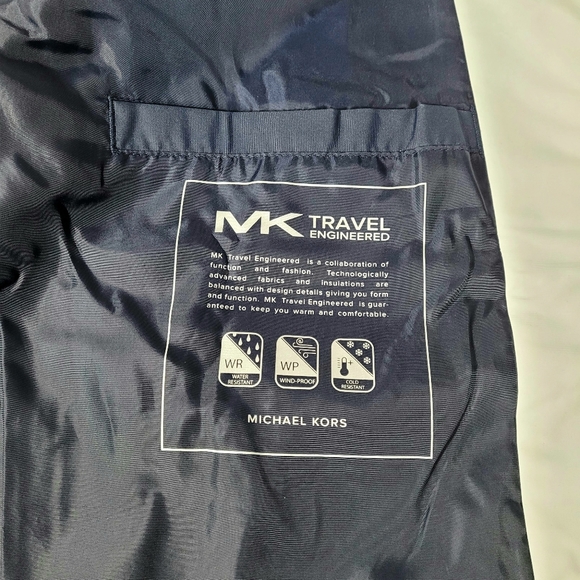 MK TRAVEL
ENGINEERED
MK Travel Engineered is a collaboration of
function and fashion. Technologically
advanced fabrics and insulations are
balanced with design details giving you form
and function. MK Travel Engineered is guar-
anteed to keep you warm and comfortable.
WR WP
WATER RESISTANT WIND-PROOF COLD RESISTANT
MICHAEL KORS